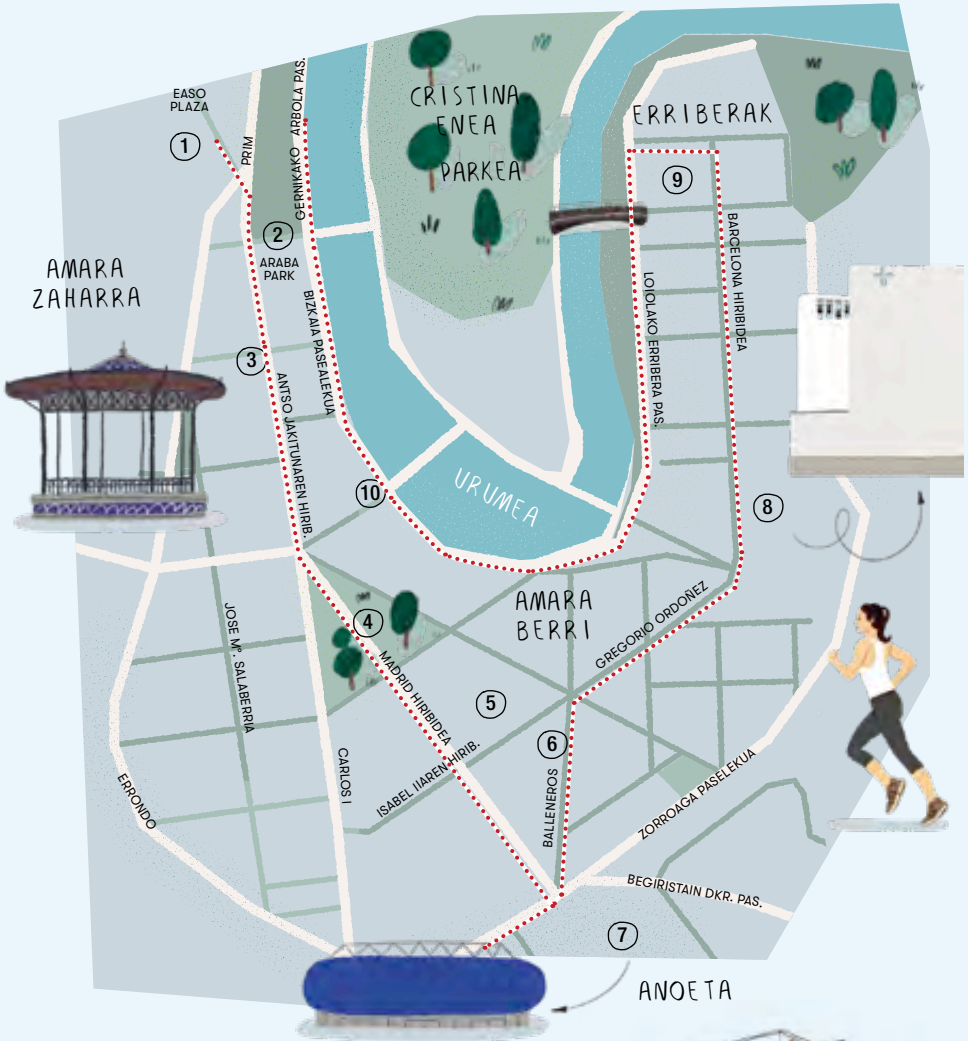 EASO
PLAZA
1
PRIM
GERNIKAKO ARBOLA PAS.
CRISTINA
ENEA
PARKEA
ERRIBERAK
9
2
ARABA
PARK
AMARA
ZAHARRA
BIZKAIA PASEALEKUA
LOIOLAKO ERRIBERA PAS.
BARCELONA HIRIBIDEA
3
ANTSO JAKITUNAREN HIRIB.
10
URUMEA
8
AMARA
BERRI
GREGORIO ORDOÑEZ
4
MADRID HIRIBIDEA
JOSE Mª. SALABERRIA
5
6
ISABEL IIAREN HIRIB.
CARLOS I
BALLENEROS
ERRONDO
ZORROAGA PASELEKUA
BEGIRISTAIN DKR. PAS.
7
ANOETA